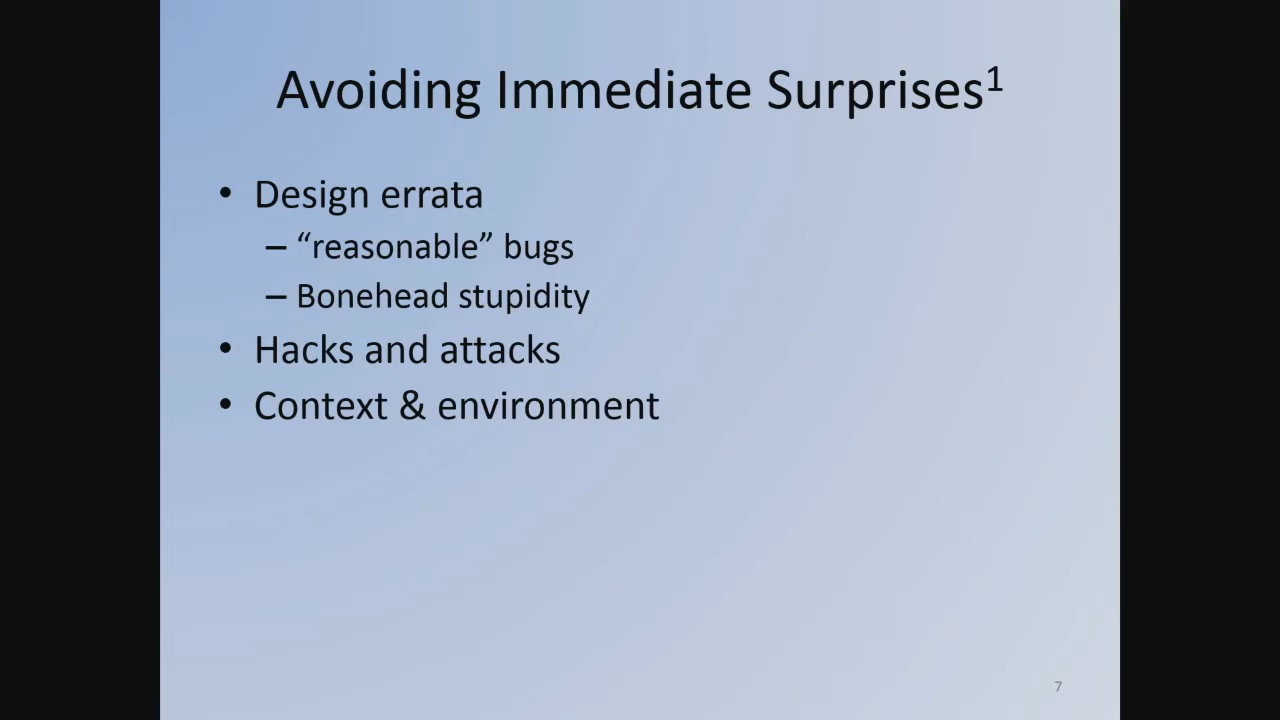 Avoiding Immediate Surprises¹
• Design errata
– “reasonable” bugs
– Bonehead stupidity
• Hacks and attacks
• Context & environment
7